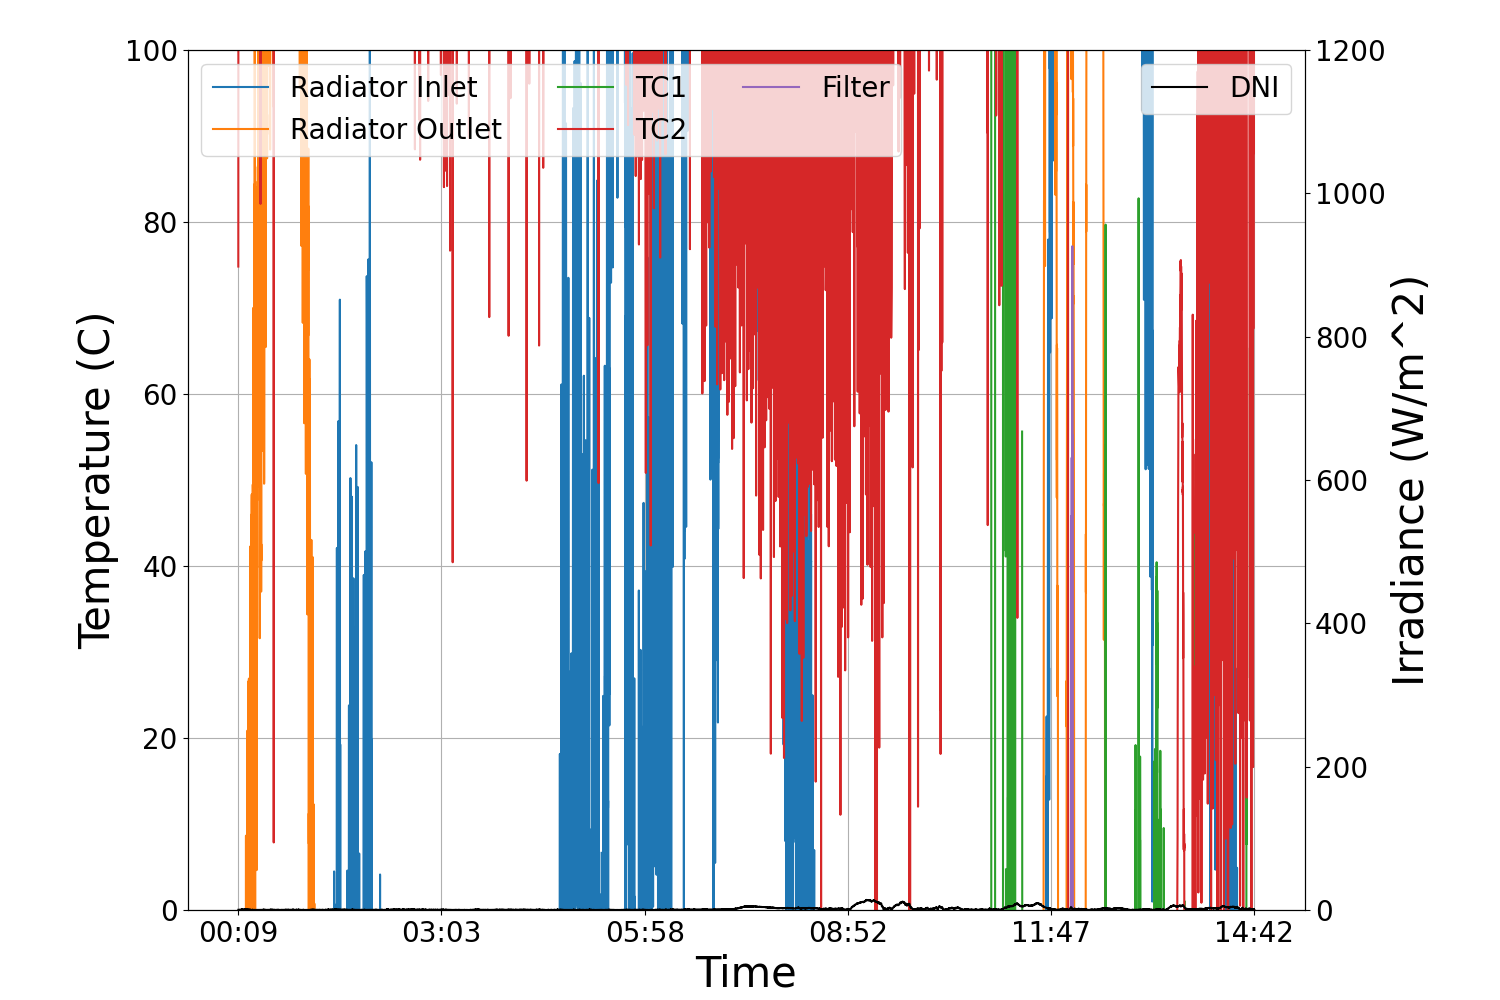 100
80
60
40
20
0
Temperature (C)
Radiator Inlet
Radiator Outlet
TC1
TC2
Filter
DNI
1200
1000
800
600
400
200
0
Irradiance (W/m^2)
00:09 03:03 05:58 08:52 11:47 14:42
Time